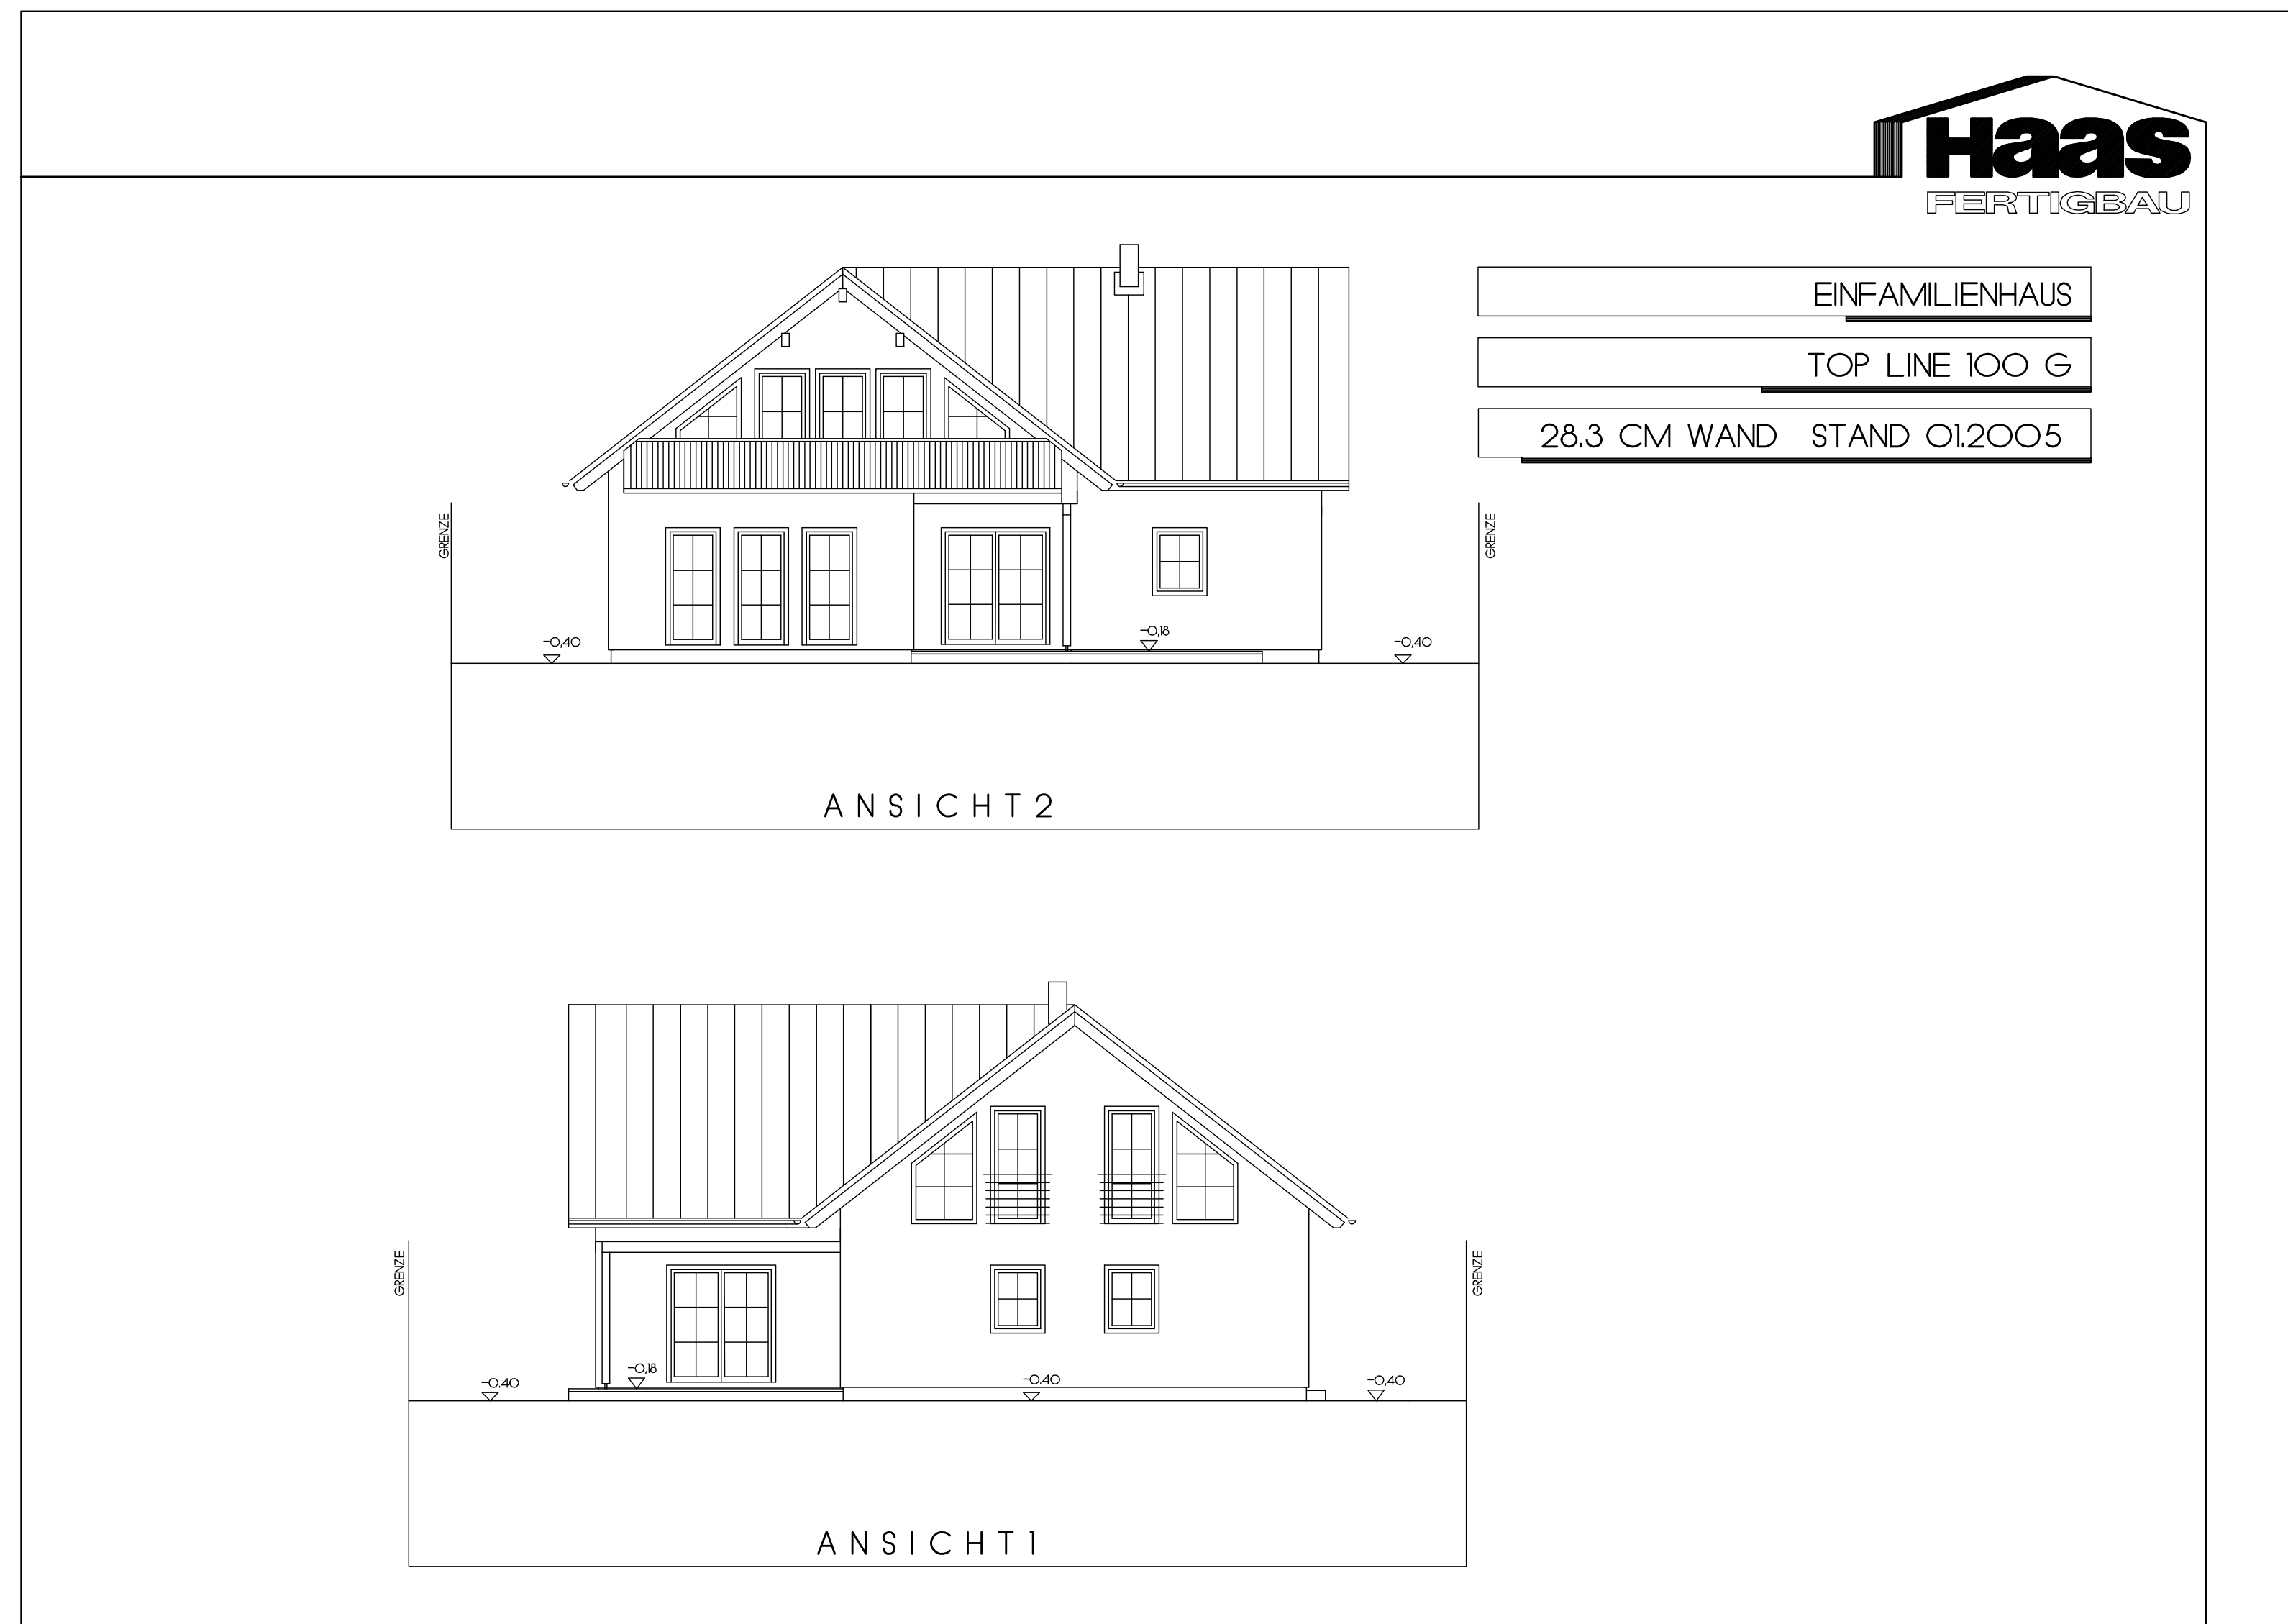 Haas
FERTIGBAU
EINFAMILIENHAUS
TOP LINE 100 G
28.3 CM WAND STAND 01.2005
GRENZE
GRENZE
-0,40
-0,18
-0,40
ANSICHT 2
GRENZE
GRENZE
-0.40
-0,18
-0.40
-0,40
ANSICHT 1